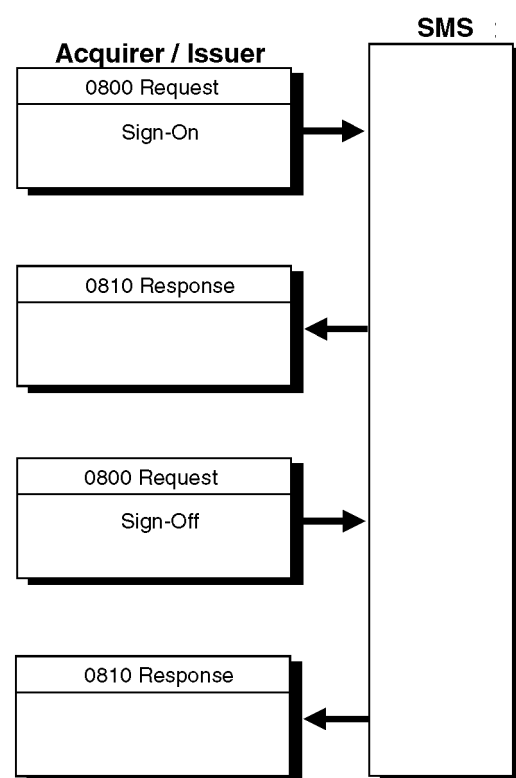 SMS
Acquirer / Issuer
0800 Request
Sign-On
0810 Response
0800 Request
Sign-Off
0810 Response